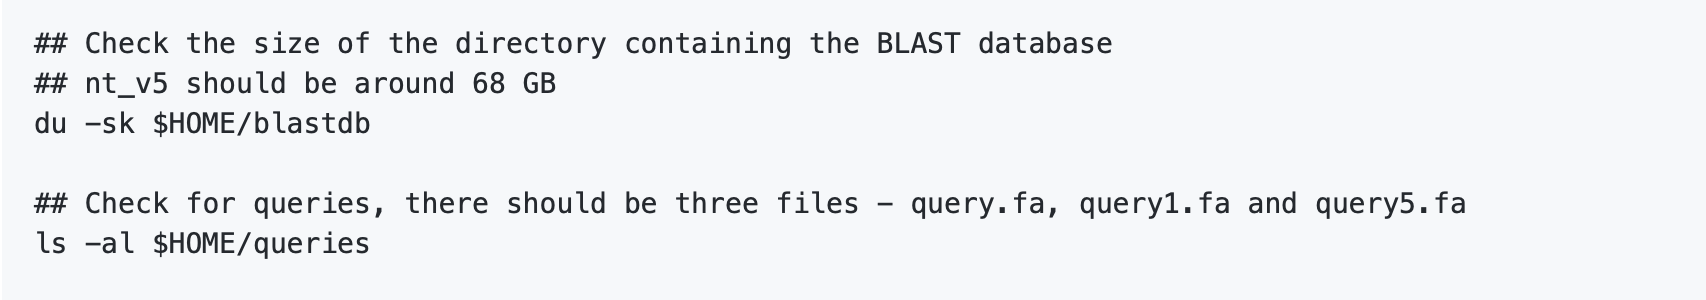 ## Check the size of the directory containing the BLAST database
## nt_v5 should be around 68 GB
du -sk $HOME/blastdb
## Check for queries, there should be three files - query.fa, query1.fa and query5.fa
ls -al $HOME/queries